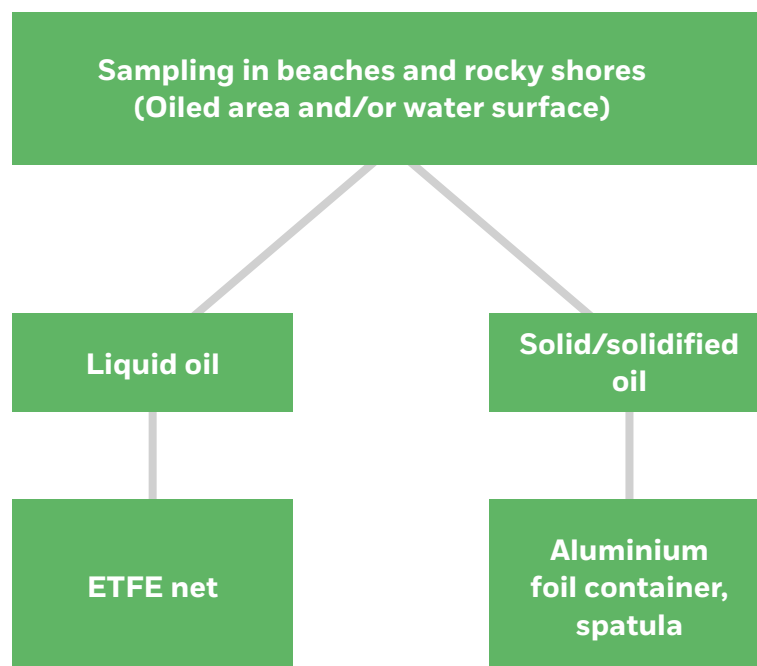 Sampling in beaches and rocky shores
(Oiled area and/or water surface)
Liquid oil
Solid/solidified
oil
ETFE net
Aluminium
foil container,
spatula